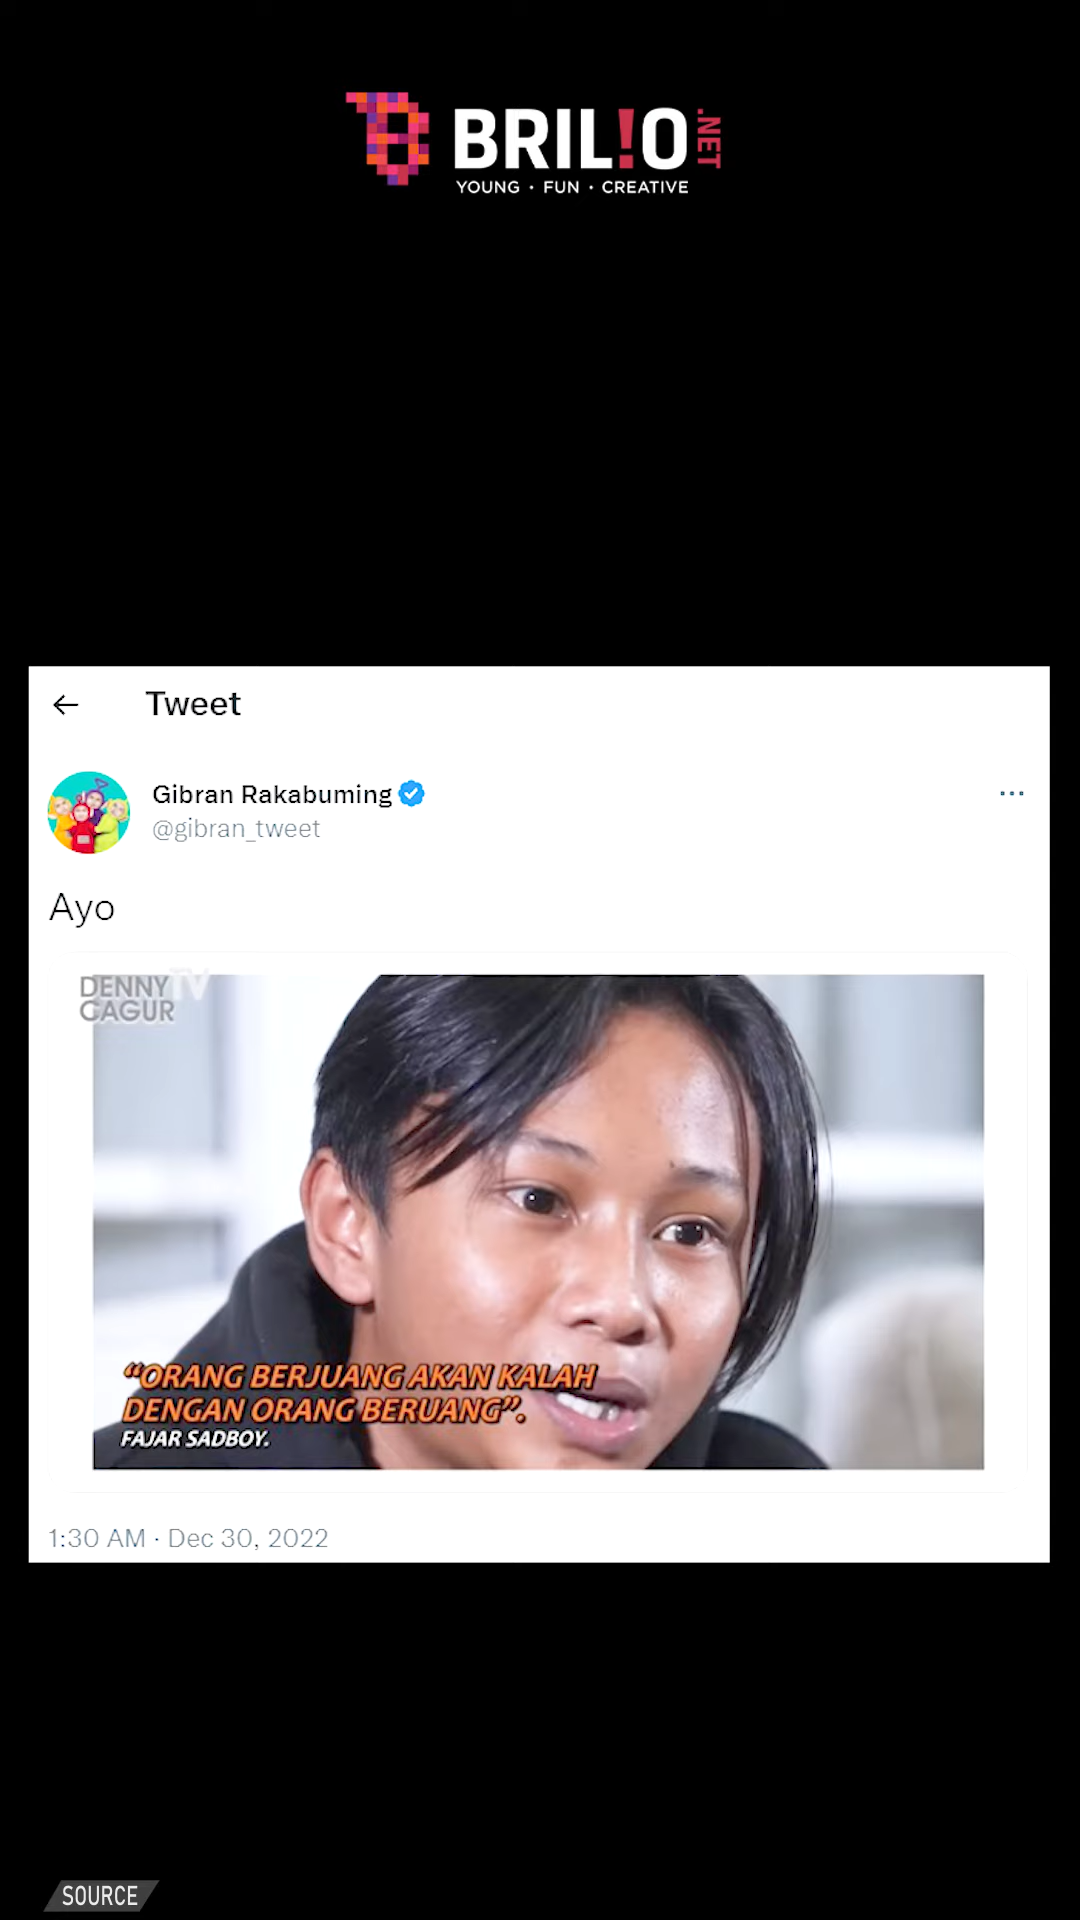 BRIL!O.NET
YOUNG · FUN · CREATIVE
Tweet
Gibran Rakabuming
@gibran_tweet
Ayo
DENNY TV
CAGUR
“ORANG BERJUANG AKAN KALAH
DENGAN ORANG BERUANG”.
FAJAR SADBOY.
1:30 AM · Dec 30, 2022
SOURCE